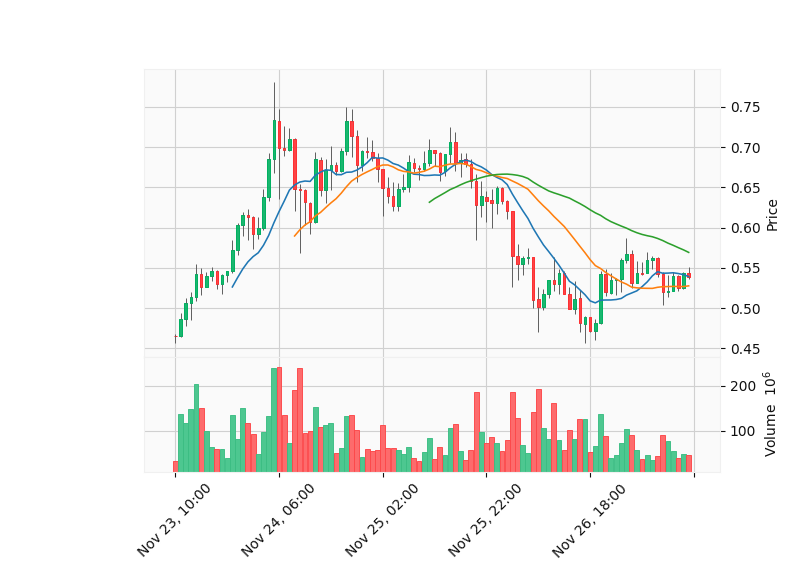 0.75
0.70
0.65
0.60
0.55
0.50
0.45
Price
200
100
Volume 10^6
Nov 23, 10:00
Nov 24, 06:00
Nov 25, 02:00
Nov 25, 22:00
Nov 26, 18:00